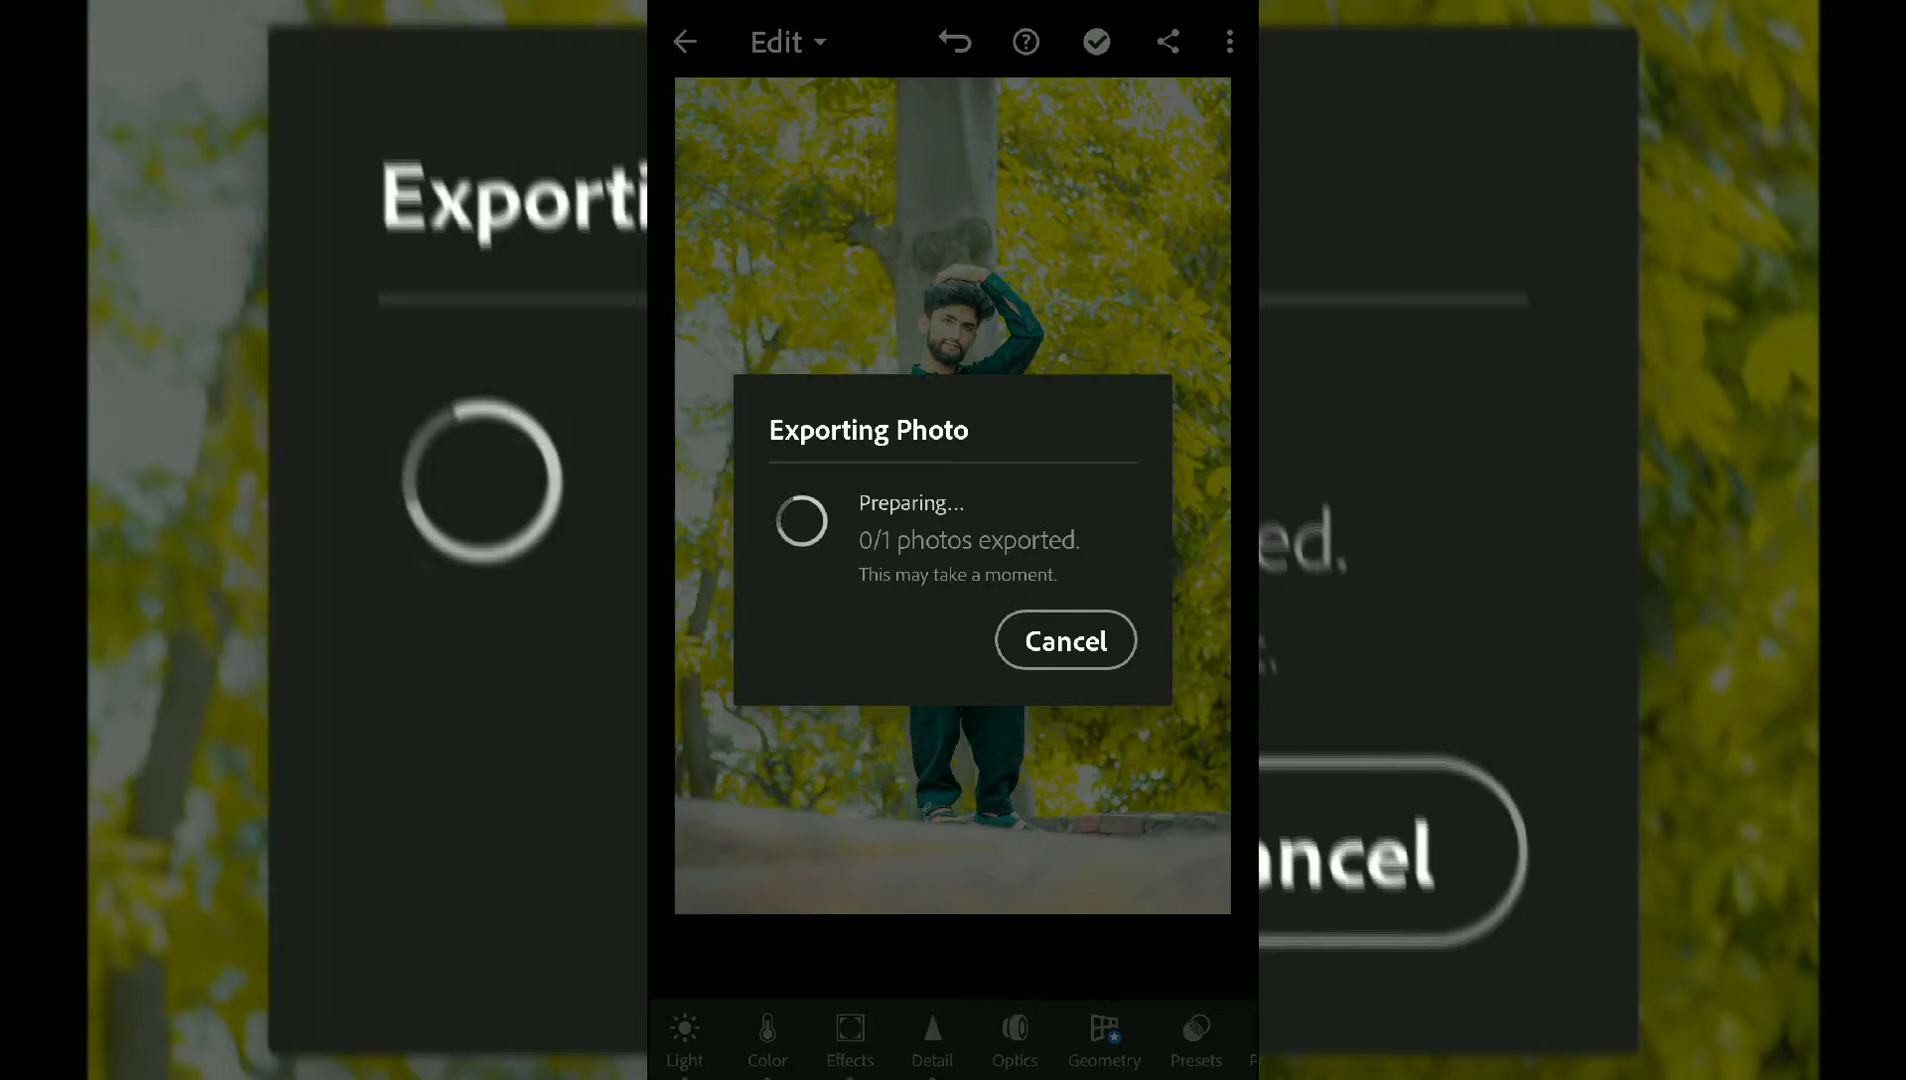 Edit
Exporti
Exporting Photo
Preparing...
0/1 photos exported.
This may take a moment.
Cancel
ed.
ancel
Light
Color
Effects
Detail
Optics
Geometry
Presets
P